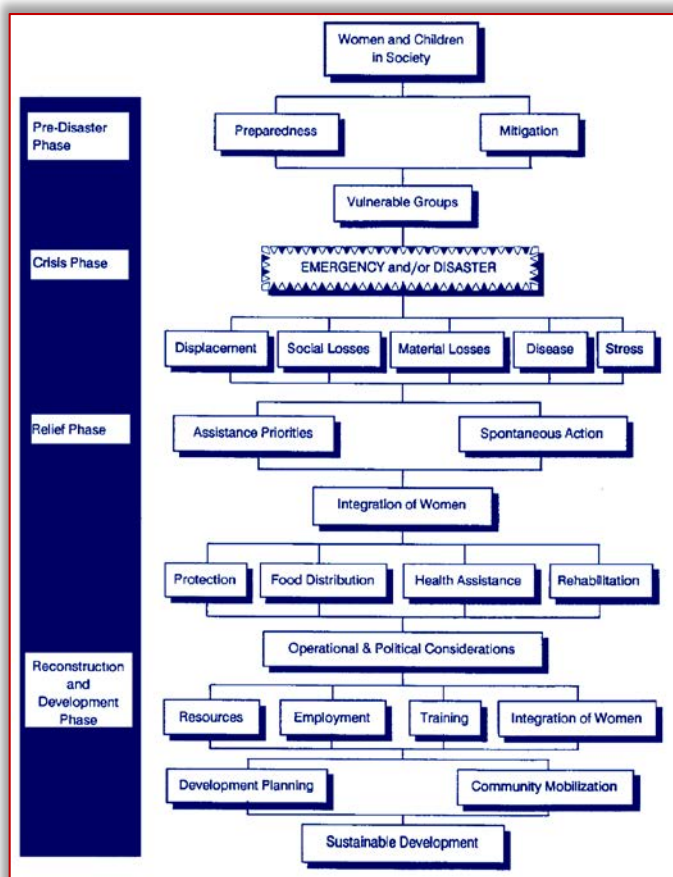 Women and Children
in Society
Pre-Disaster
Phase
Preparedness
Mitigation
Vulnerable Groups
Crisis Phase
EMERGENCY and/or DISASTER
Displacement
Social Losses
Material Losses
Disease
Stress
Relief Phase
Assistance Priorities
Spontaneous Action
Integration of Women
Protection
Food Distribution
Health Assistance
Rehabilitation
Operational & Political Considerations
Reconstruction
and
Development
Phase
Resources
Employment
Training
Integration of Women
Development Planning
Community Mobilization
Sustainable Development